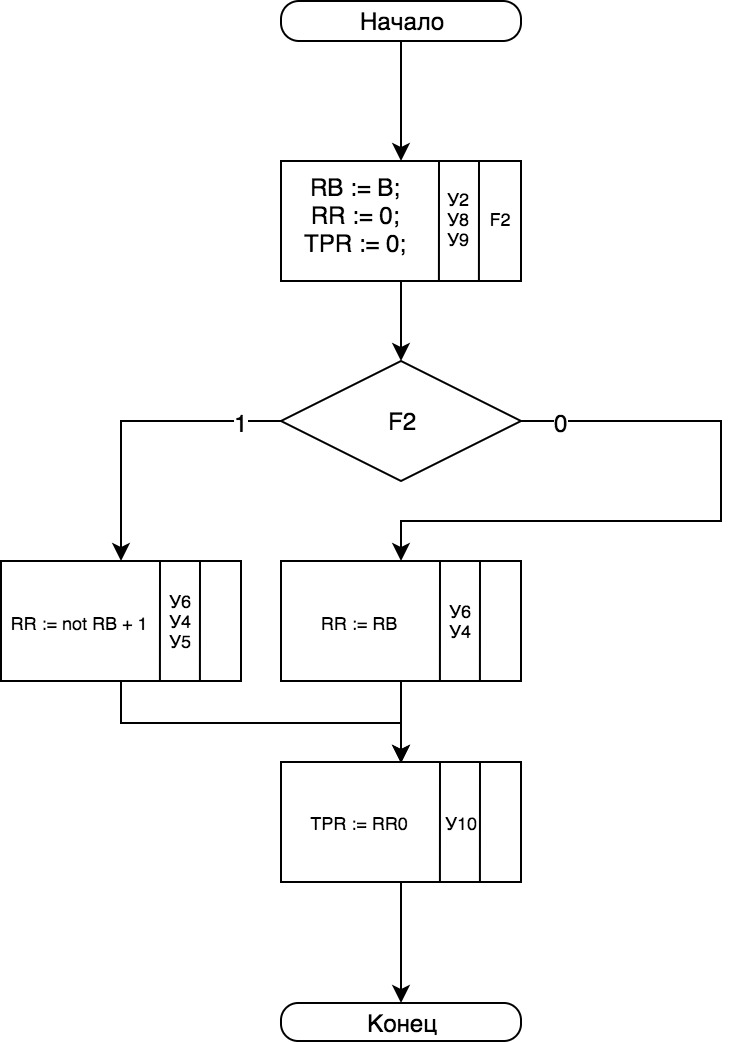 Начало
RB := B;
RR := 0;
TPR := 0;
У2
У8
У9
F2
F2
1
0
RR := not RB + 1
У6
У4
У5
RR := RB
У6
У4
TPR := RR0
У10
Конец